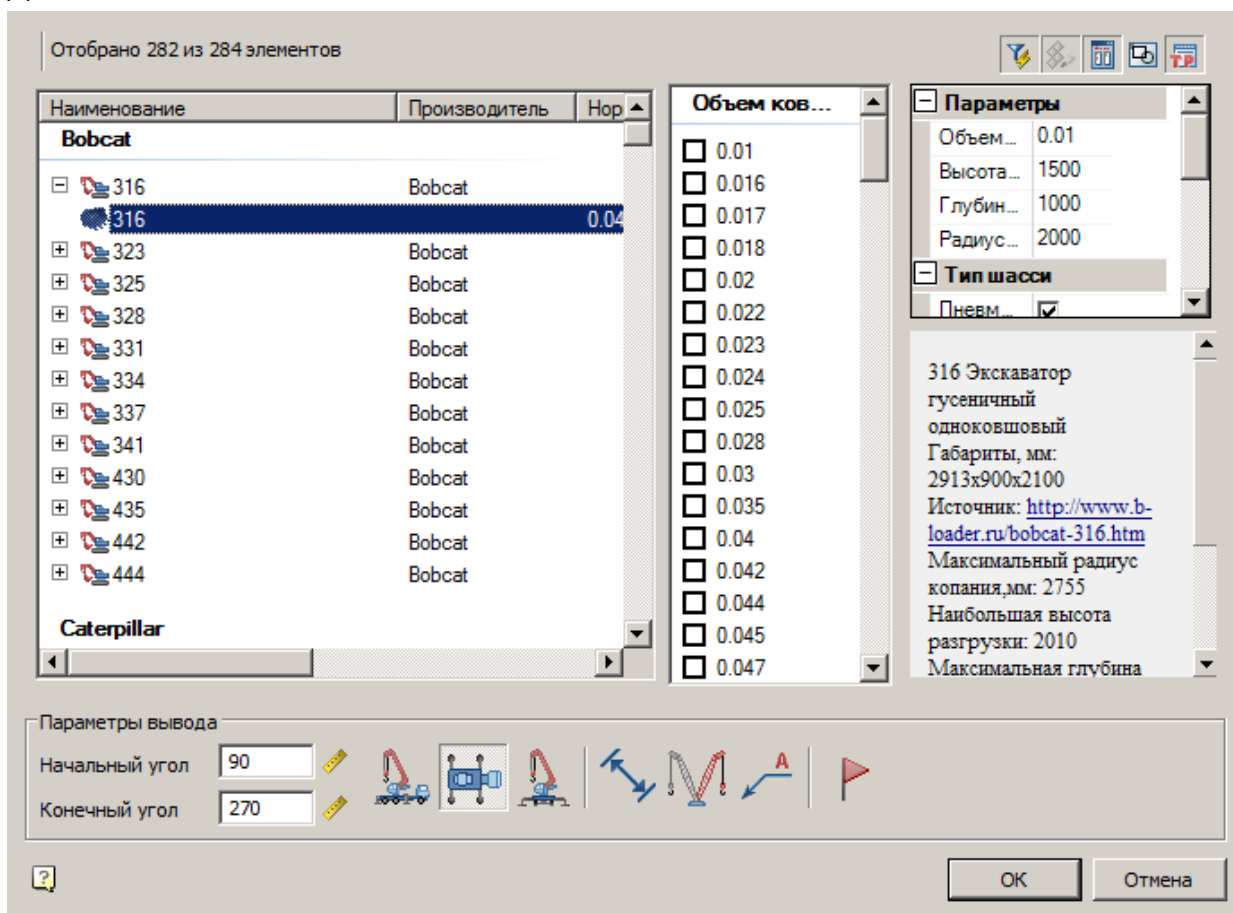 Отобрано 282 из 284 элементов
Т.Р
Наименование Производитель Нор
Bobcat
316 Bobcat
316 0.04
323 Bobcat
325 Bobcat
328 Bobcat
331 Bobcat
334 Bobcat
337 Bobcat
341 Bobcat
430 Bobcat
435 Bobcat
442 Bobcat
444 Bobcat
Caterpillar
Объем ков...
0.01
0.016
0.017
0.018
0.02
0.022
0.023
0.024
0.025
0.028
0.03
0.035
0.04
0.042
0.044
0.045
0.047
Параметры
Объем... 0.01
Высота... 1500
Глубин... 1000
Радиус... 2000
Тип шасси
Пневм...
316 Экскаватор
гусеничный
одноковшовый
Габариты, мм:
2913x900x2100
Источник: http://www.b-
loader.ru/bobcat-316.htm
Максимальный радиус
копания,мм: 2755
Наибольшая высота
разгрузки: 2010
Максимальная глубина
Параметры вывода
Начальный угол 90
Конечный угол 270
A
?
ОК Отмена